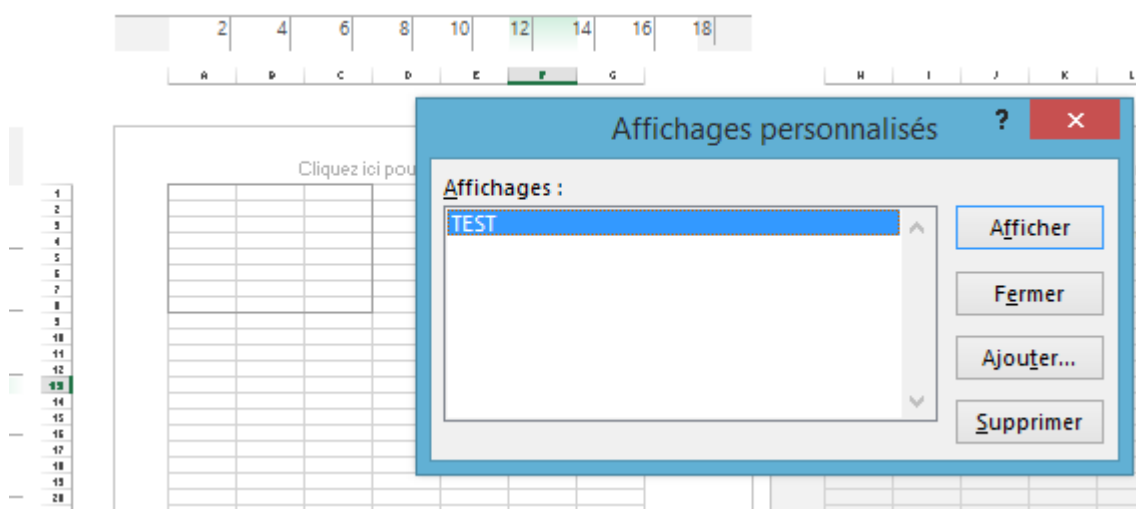 2 4 6 8 10 12 14 16 18
A B C D E F G H I J K L
Affichages personnalisés ? ×
Cliquez ici pou
Affichages :
TEST
Afficher
Fermer
Ajouter...
Supprimer
1
2
3
4
5
6
7
8
9
10
11
12
13
14
15
16
17
18
19
20